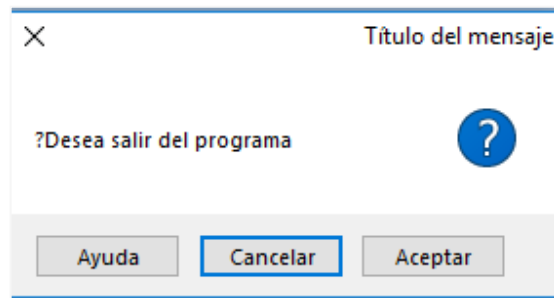 Título del mensaje
?Desea salir del programa
Ayuda Cancelar Aceptar